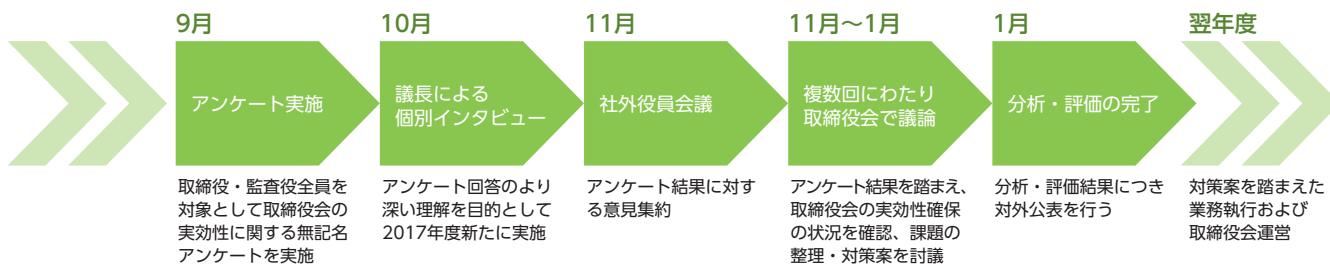 9月
アンケート実施
取締役・監査役全員を
対象として取締役会の
実効性に関する無記名
アンケートを実施
10月
議長による
個別インタビュー
アンケート回答のより
深い理解を目的として
2017年度新たに実施
11月
社外役員会議
アンケート結果に対す
る意見集約
11月〜1月
複数回にわたり
取締役会で議論
アンケート結果を踏まえ、
取締役会の実効性確保
の状況を確認、課題の
整理・対策案を討議
1月
分析・評価の完了
分析・評価結果につき
対外公表を行う
翌年度
対策案を踏まえた
業務執行および
取締役会運営